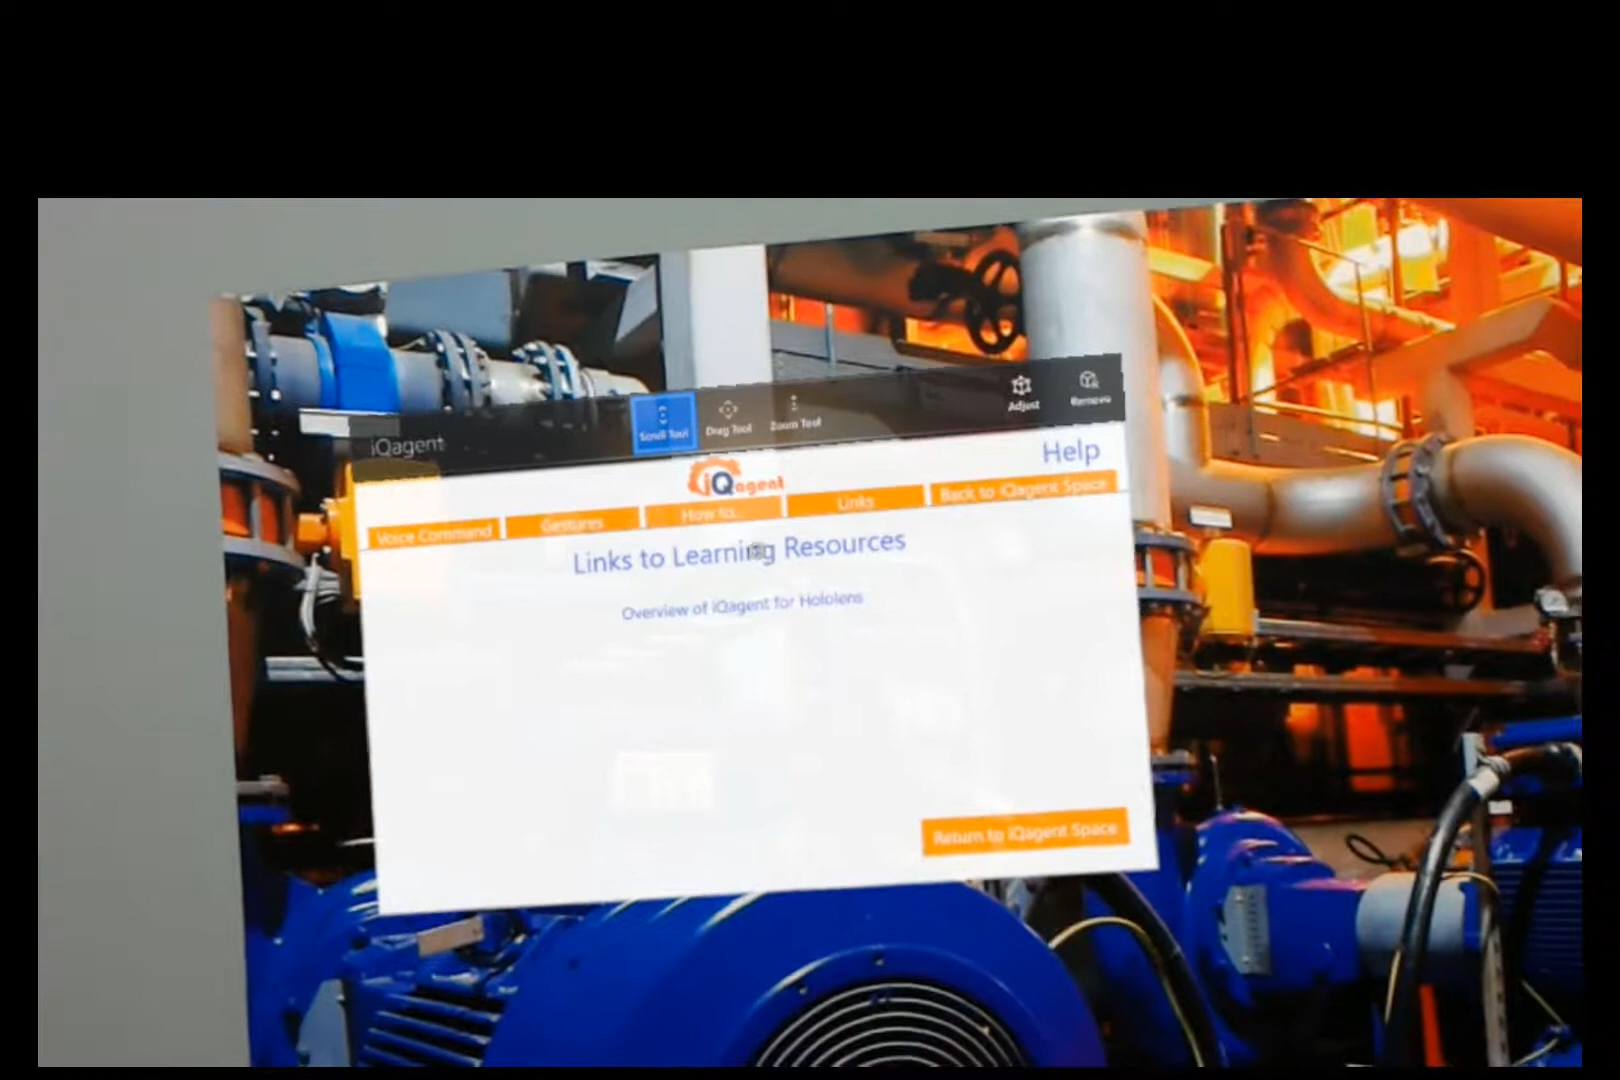 iQagent
Scroll Tool
Drag Tool
Zoom Tool
Adjust
Remove
iQagent
Help
Voice Command
Gestures
How to...
Links
Back to iQagent Space
Links to Learning Resources
Overview of iQagent for Hololens
Return to iQagent Space